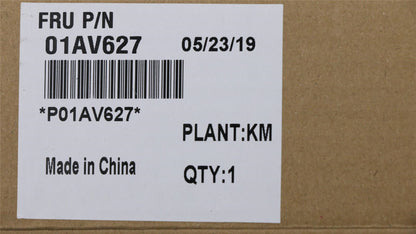 FRU P/N
01AV627 05/23/19
*P01AV627*
PLANT:KM
Made in China
QTY:1